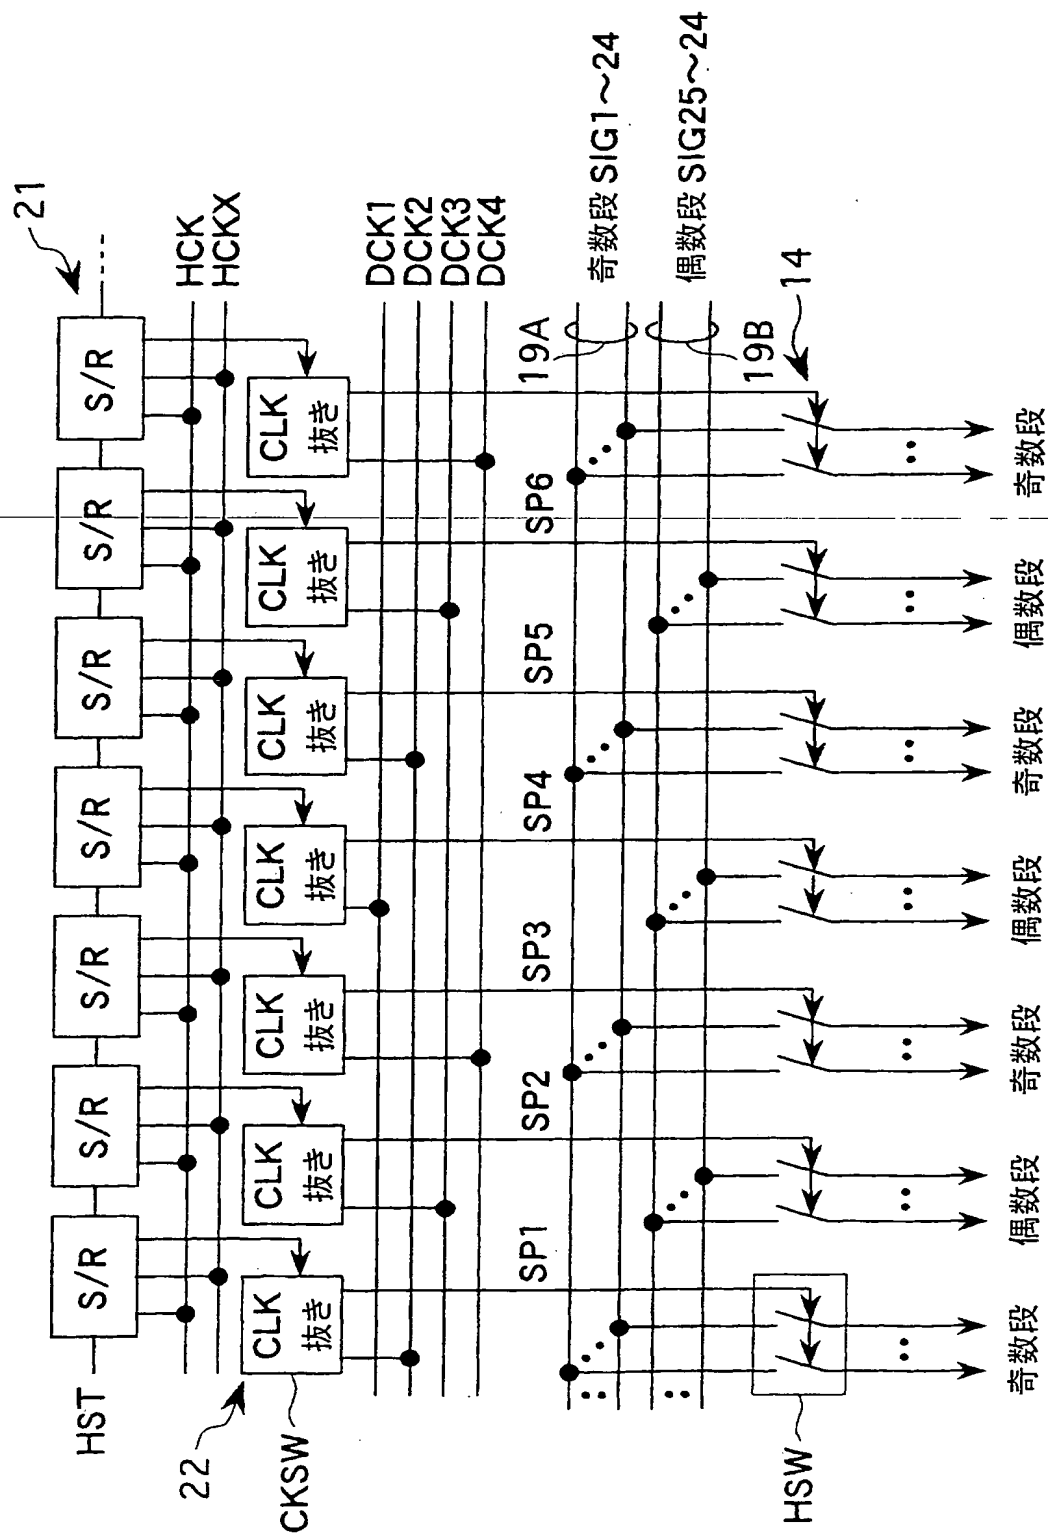 21
HST
S/R
S/R
S/R
S/R
S/R
S/R
S/R
HCK
HCKX
22
CLK
抜き
CLK
抜き
CLK
抜き
CLK
抜き
CLK
抜き
CLK
抜き
CLK
抜き
CKSW
DCK1
DCK2
DCK3
DCK4
SP1
SP2
SP3
SP4
SP5
SP6
19A
奇数段 SIG1〜24
偶数段 SIG25〜24
19B
14
HSW
奇数段
偶数段
奇数段
偶数段
奇数段
偶数段
奇数段